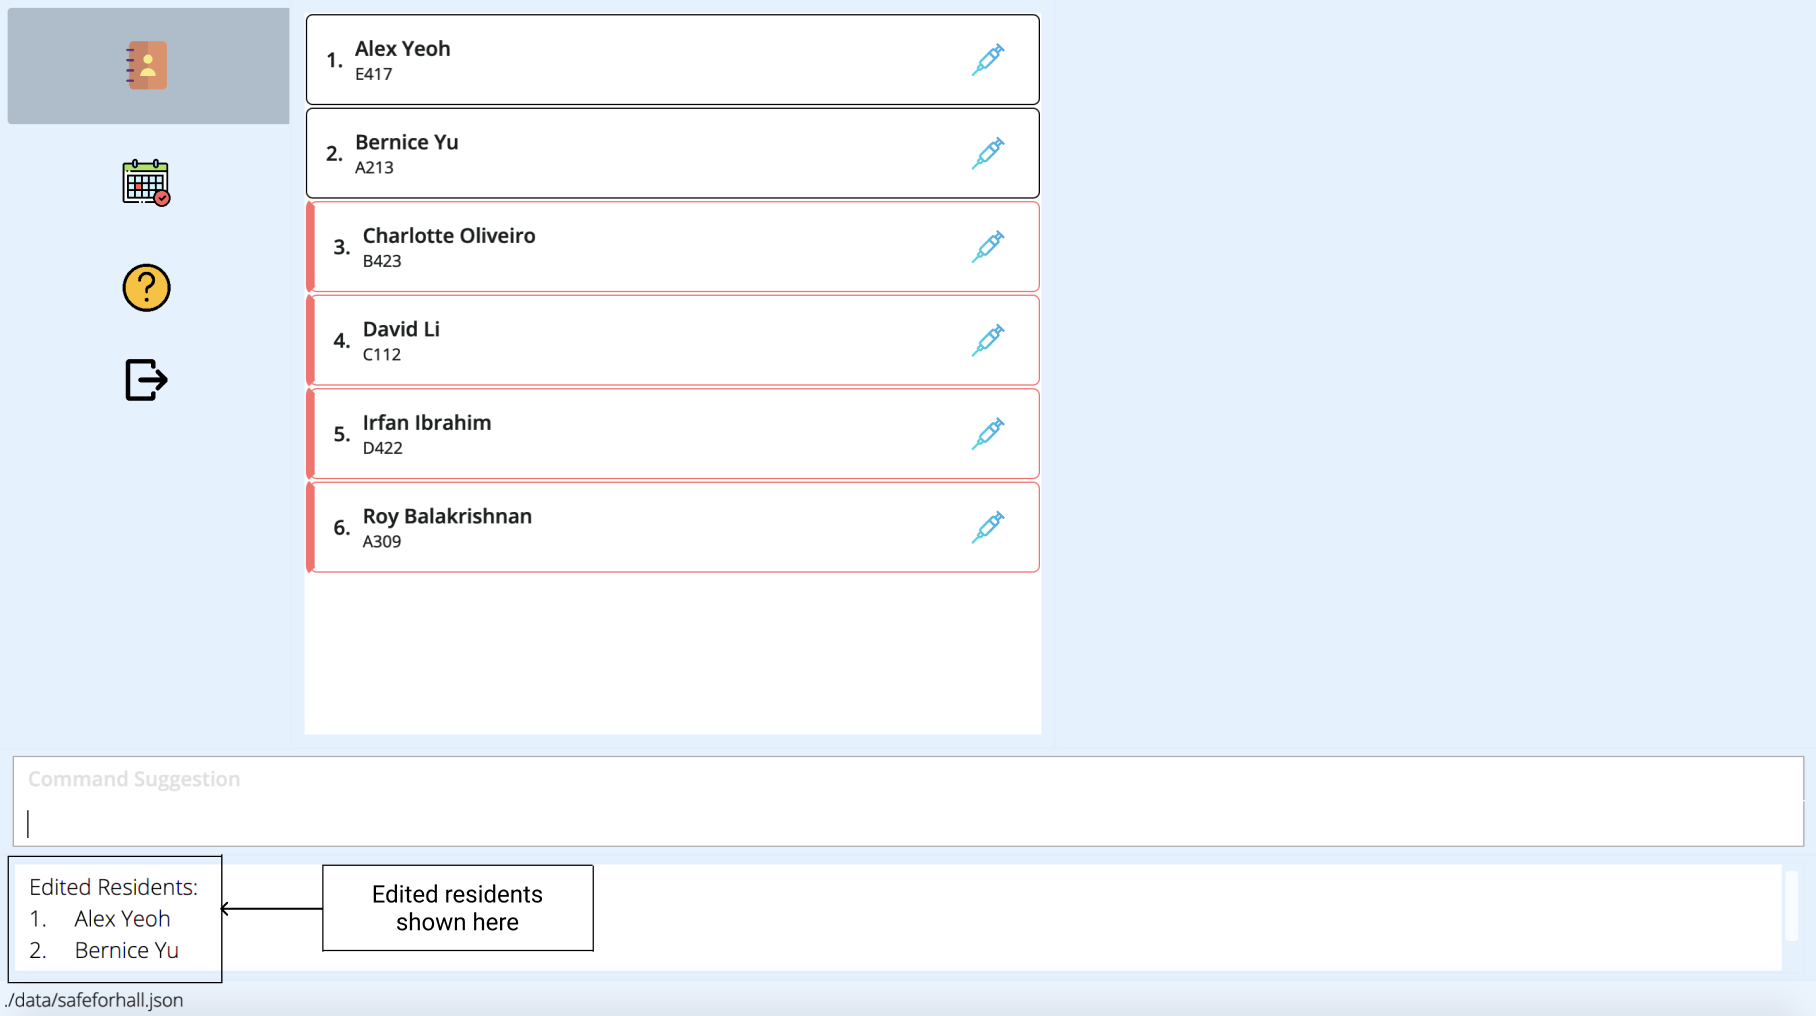 1. Alex Yeoh
E417
2. Bernice Yu
A213
3. Charlotte Oliveiro
B423
4. David Li
C112
5. Irfan Ibrahim
D422
6. Roy Balakrishnan
A309
Command Suggestion
Edited Residents:
1. Alex Yeoh
2. Bernice Yu
Edited residents
shown here
./data/safeforhall.json